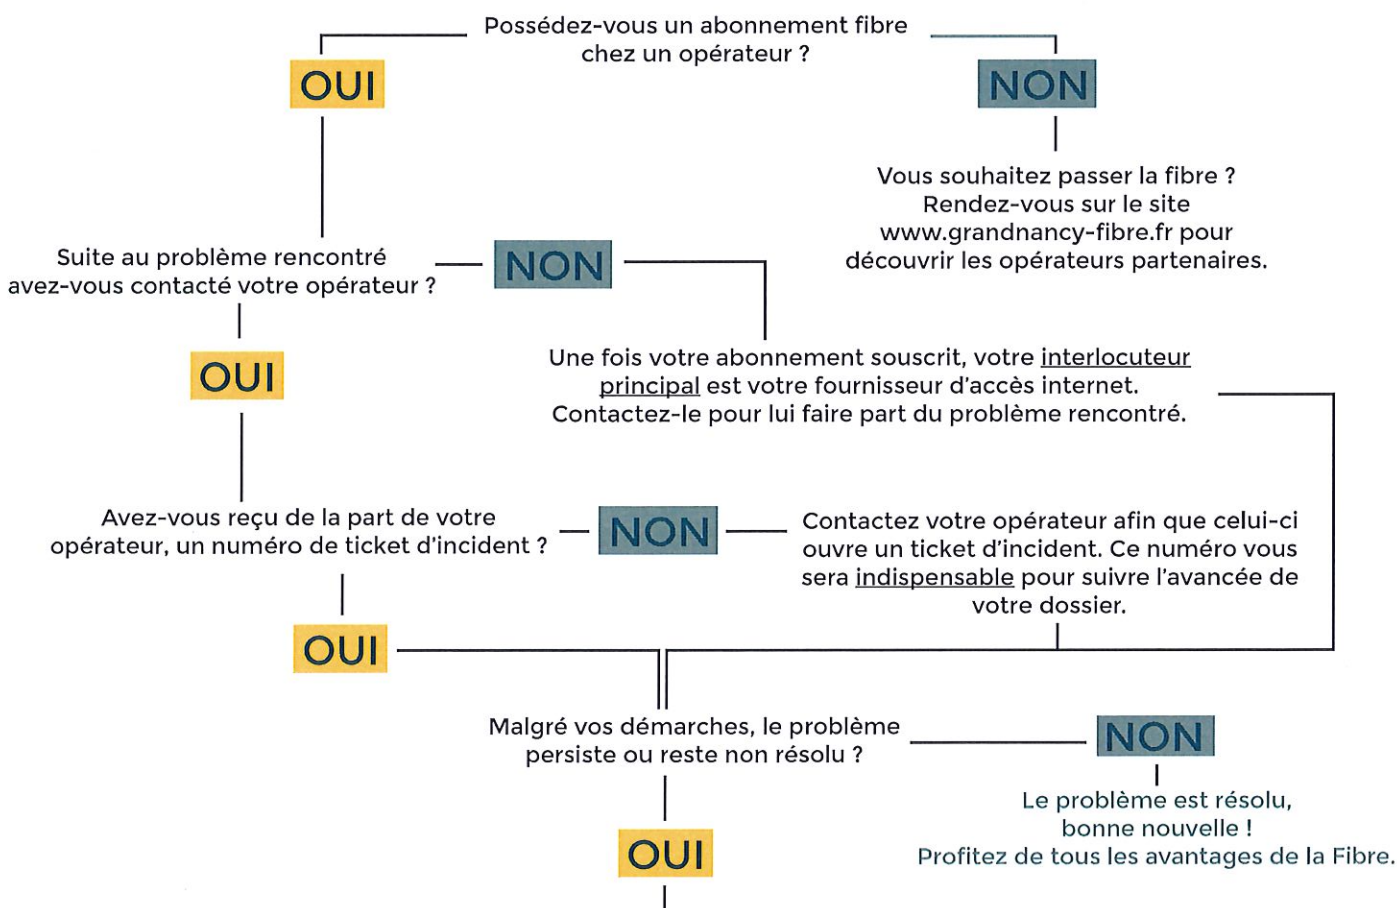 Possédez-vous un abonnement fibre
chez un opérateur ?
OUI
NON
Vous souhaitez passer la fibre ?
Rendez-vous sur le site
www.grandnancy-fibre.fr pour
découvrir les opérateurs partenaires.
Suite au problème rencontré
avez-vous contacté votre opérateur ?
NON
OUI
Une fois votre abonnement souscrit, votre interlocuteur
principal est votre fournisseur d'accès internet.
Contactez-le pour lui faire part du problème rencontré.
Avez-vous reçu de la part de votre
opérateur, un numéro de ticket d'incident ?
NON
Contactez votre opérateur afin que celui-ci
ouvre un ticket d'incident. Ce numéro vous
sera indispensable pour suivre l'avancée de
votre dossier.
OUI
Malgré vos démarches, le problème
persiste ou reste non résolu ?
NON
Le problème est résolu,
bonne nouvelle !
Profitez de tous les avantages de la Fibre.
OUI